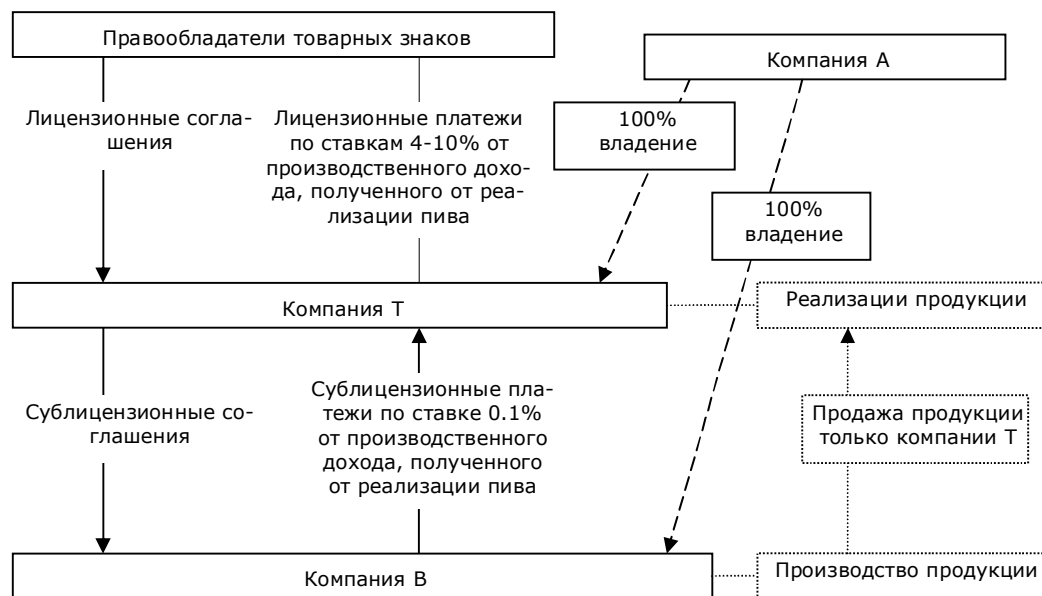 Правообладатели товарных знаков
Компания А
Лицензионные согла-
шения
Лицензионные платежи
по ставкам 4-10% от
производственного дохо-
да, полученного от реа-
лизации пива
100%
владение
100%
владение
Компания Т
Реализации продукции
Сублицензионные со-
глашения
Сублицензионные пла-
тежи по ставке 0.1%
от производственного
дохода, полученного
от реализации пива
Продажа продукции
только компании Т
Компания В
Производство продукции